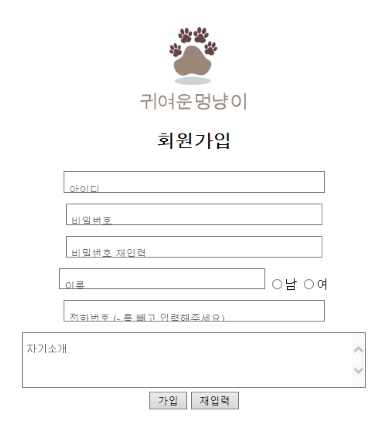 귀여운멍냥이
회원가입
아이디
비밀번호
비밀번호 재입력
이름 남 여
전화번호 (- 를 빼고 입력해주세요)
자기소개
가입 재입력